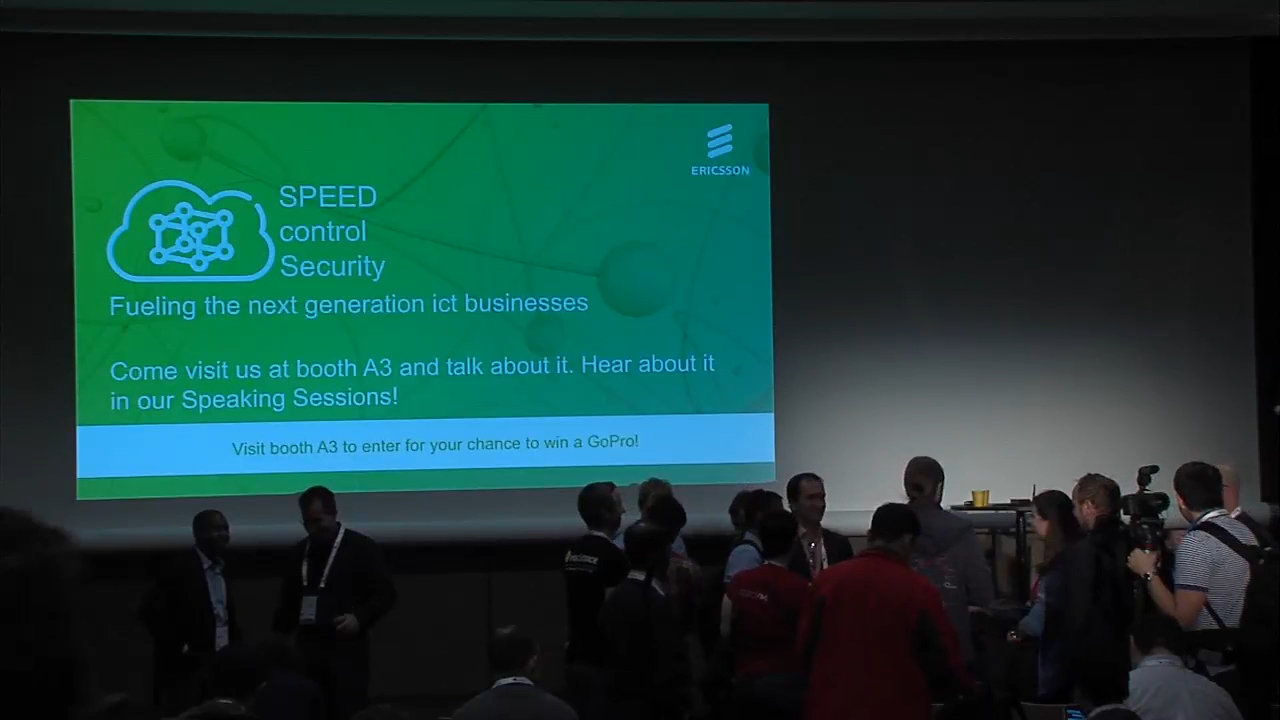 ERICSSON
SPEED
control
Security
Fueling the next generation ict businesses
Come visit us at booth A3 and talk about it. Hear about it
in our Speaking Sessions!
Visit booth A3 to enter for your chance to win a GoPro!